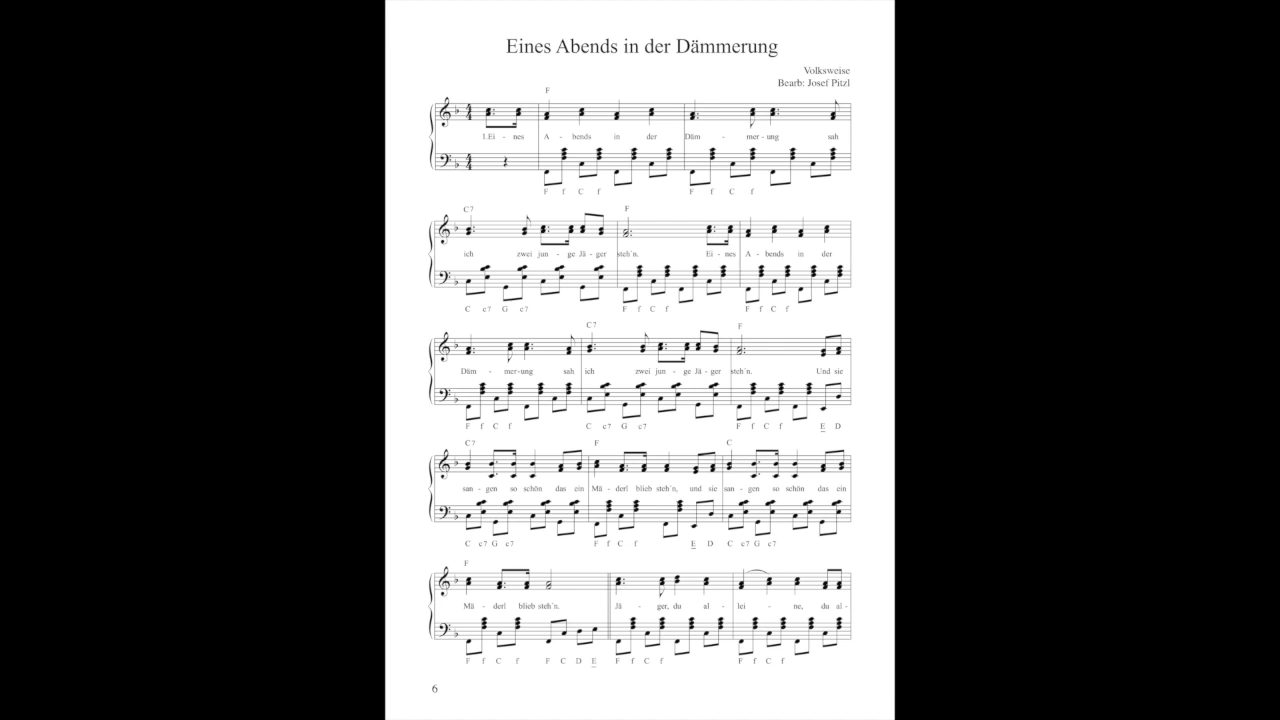 Eines Abends in der Dämmerung
Volksweise
Bearb: Josef Pitzl
F
1.Ei - nes A - bends in der Däm - mer - ung sah
F f C f F f C f
C7 F
ich zwei jun - ge Jä - ger steh'n. Ei - nes A - bends in der
C c7 G c7 F f C f F f C f
C7 F
Däm - mer-ung sah ich zwei jun - ge Jä - ger steh'n. Und sie
F f C f C c7 G c7 F f C f E D
C7 F C
san - gen so schön das ein Mä - derl blieb steh'n, und sie san - gen so schön das ein
C c7 G c7 F f C f E D C c7 G c7
F
Mä - derl blieb steh'n. Jä - ger, du al - lei - ne, du al-
F f C f F C D E F f C f F f C f
6